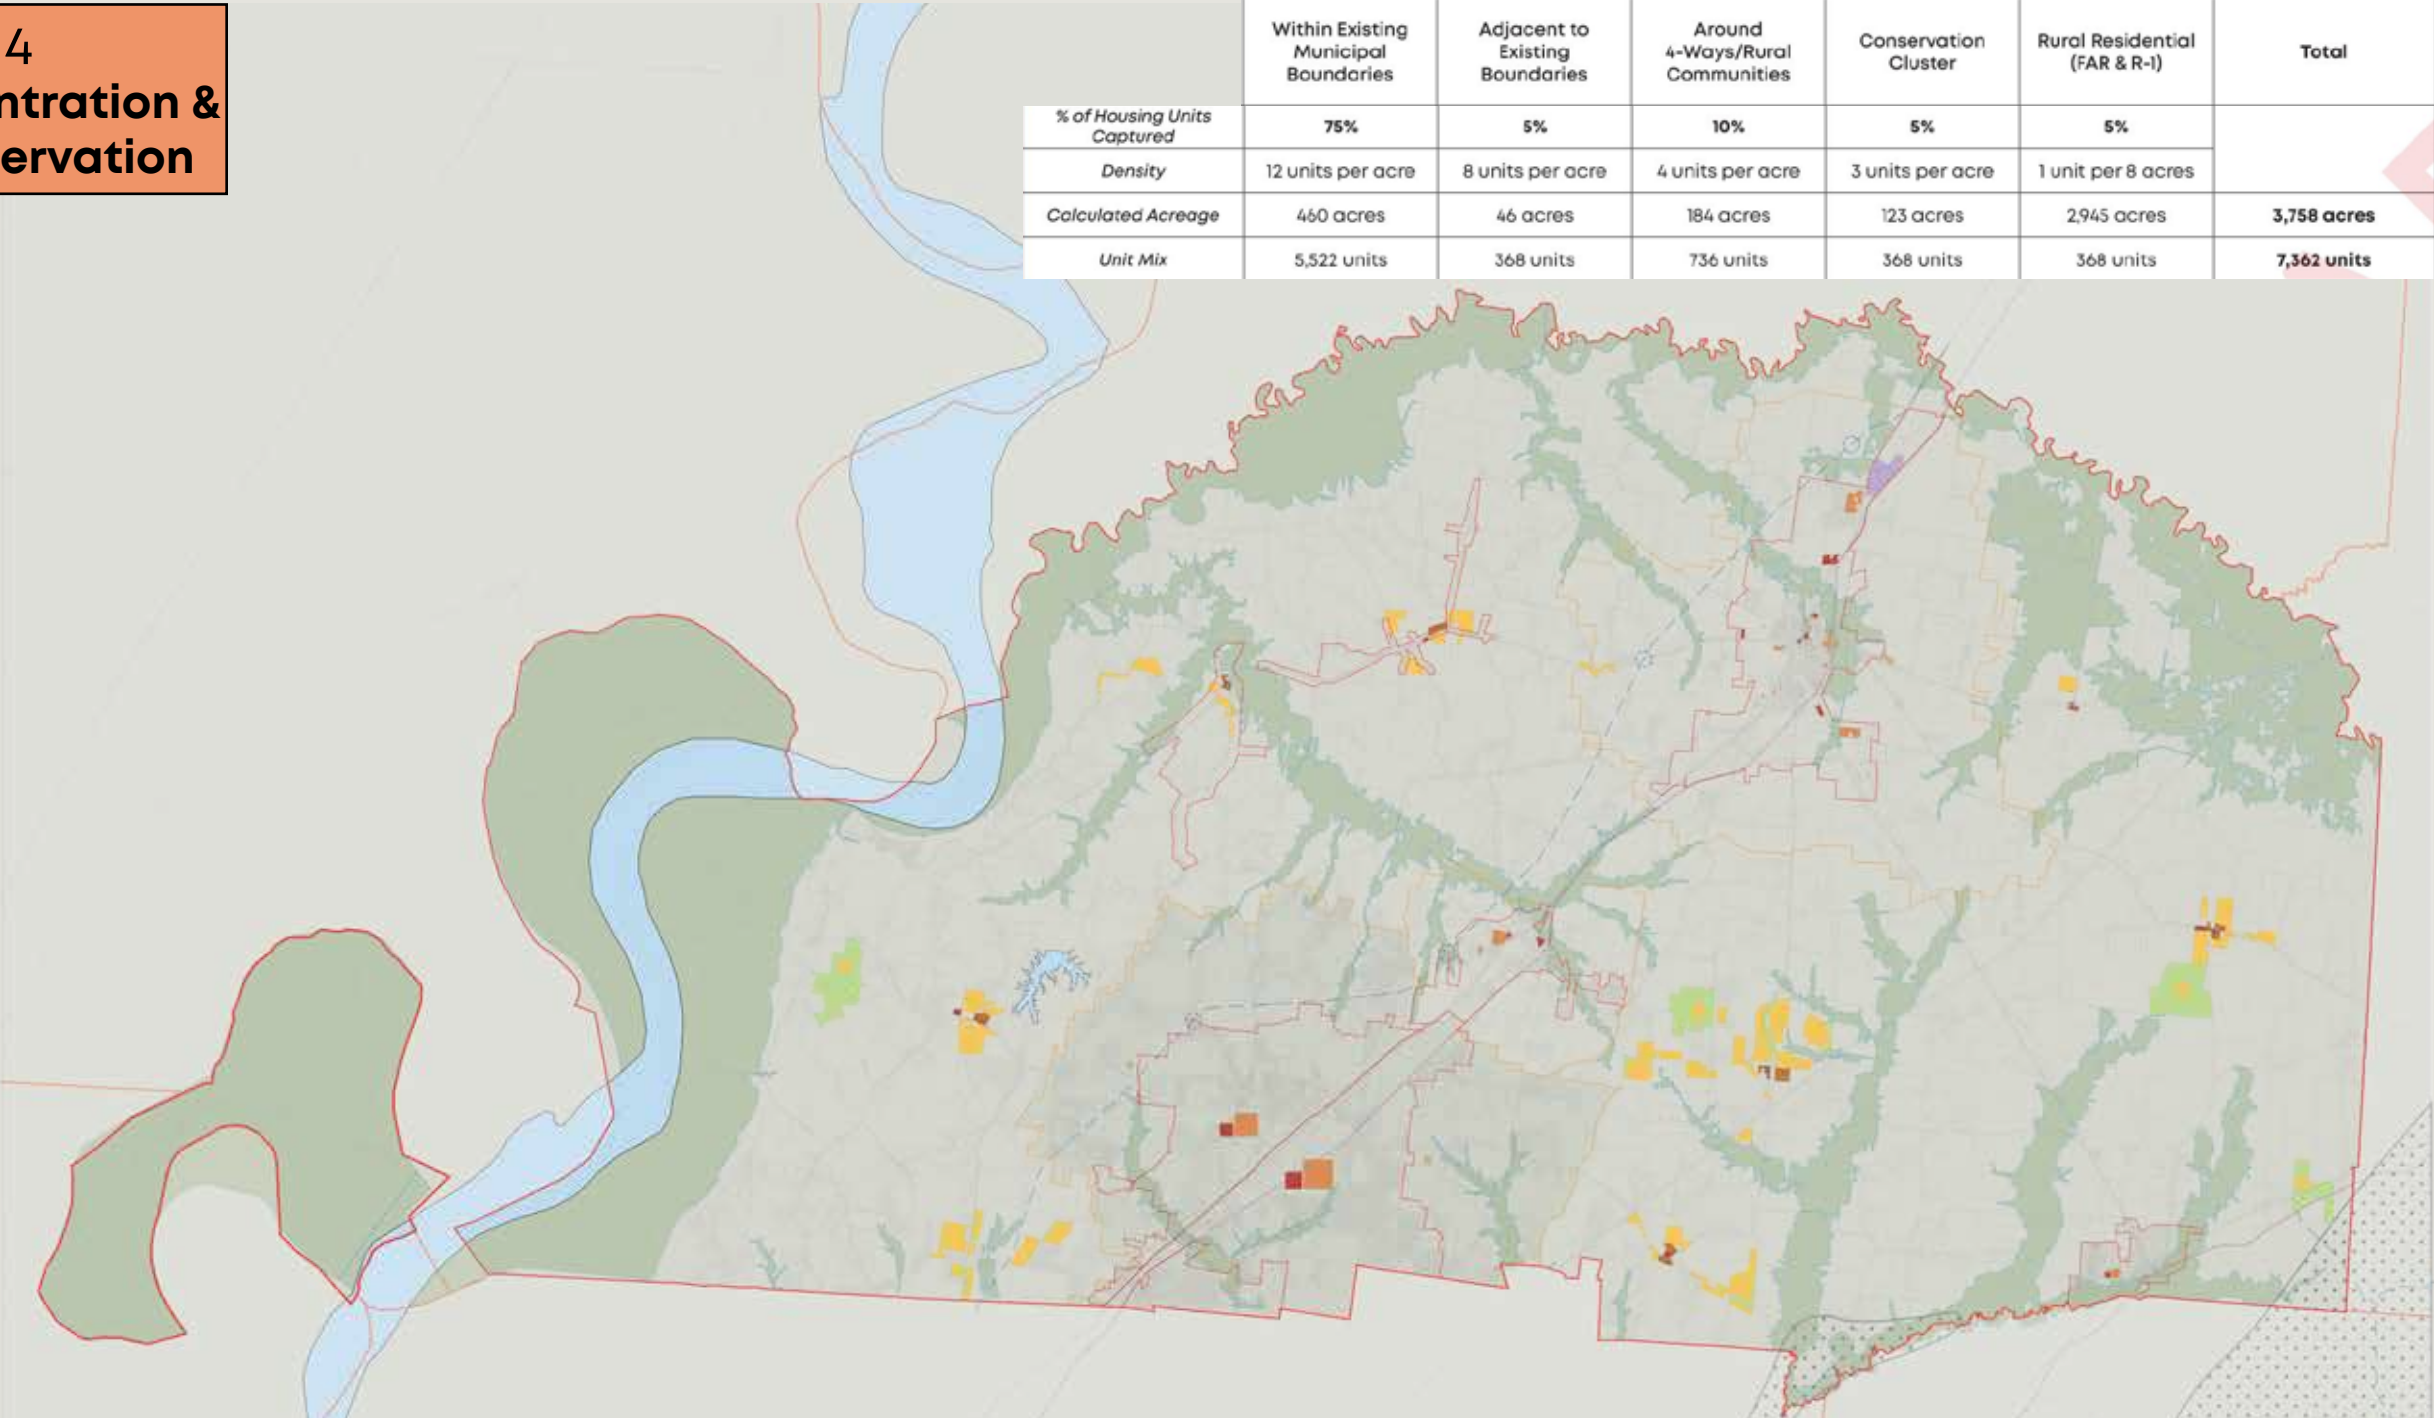 4
ntration &
ervation
Within Existing Municipal Boundaries | Adjacent to Existing Boundaries | Around 4-Ways/Rural Communities | Conservation Cluster | Rural Residential (FAR & R-1) | Total
% of Housing Units Captured | 75% | 5% | 10% | 5% | 5%
Density | 12 units per acre | 8 units per acre | 4 units per acre | 3 units per acre | 1 unit per 8 acres
Calculated Acreage | 460 acres | 46 acres | 184 acres | 123 acres | 2,945 acres | 3,758 acres
Unit Mix | 5,522 units | 368 units | 736 units | 368 units | 368 units | 7,362 units